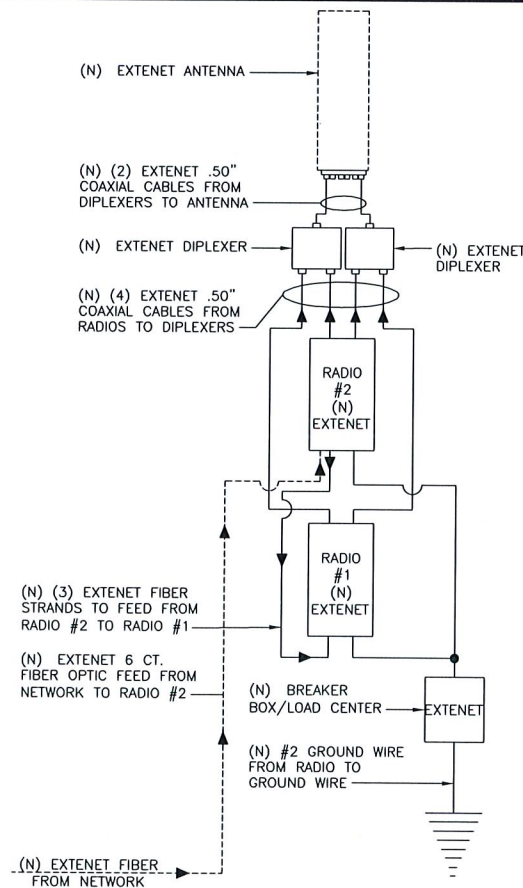 (N) EXTENET ANTENNA
(N) (2) EXTENET .50"
COAXIAL CABLES FROM
DIPLEXERS TO ANTENNA
(N) EXTENET DIPLEXER
(N) EXTENET
DIPLEXER
(N) (4) EXTENET .50"
COAXIAL CABLES FROM
RADIOS TO DIPLEXERS
RADIO
#2
(N)
EXTENET
RADIO
#1
(N)
EXTENET
(N) (3) EXTENET FIBER
STRANDS TO FEED FROM
RADIO #2 TO RADIO #1
(N) EXTENET 6 CT.
FIBER OPTIC FEED FROM
NETWORK TO RADIO #2
(N) BREAKER
BOX/LOAD CENTER
EXTENET
(N) #2 GROUND WIRE
FROM RADIO TO
GROUND WIRE
(N) EXTENET FIBER
FROM NETWORK